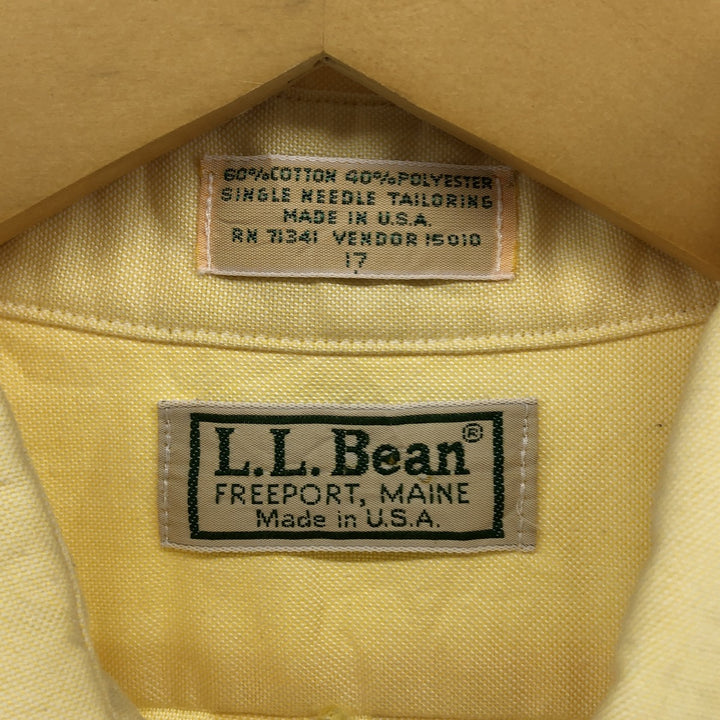 60%COTTON 40%POLYESTER
SINGLE NEEDLE TAILORING
MADE IN U.S.A.
RN 71341 VENDOR 15010
17
L.L.Bean®
FREEPORT, MAINE
Made in U.S.A.